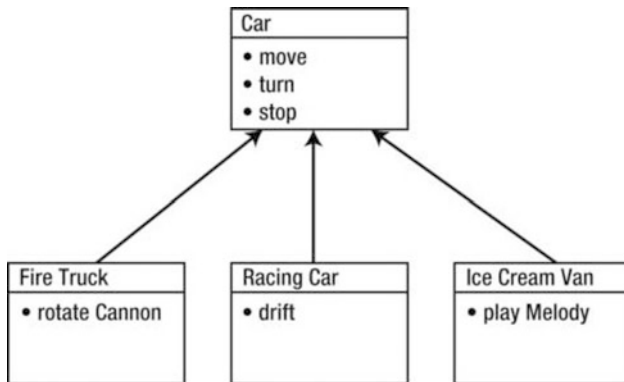 Car
• move
• turn
• stop
Fire Truck
• rotate Cannon
Racing Car
• drift
Ice Cream Van
• play Melody